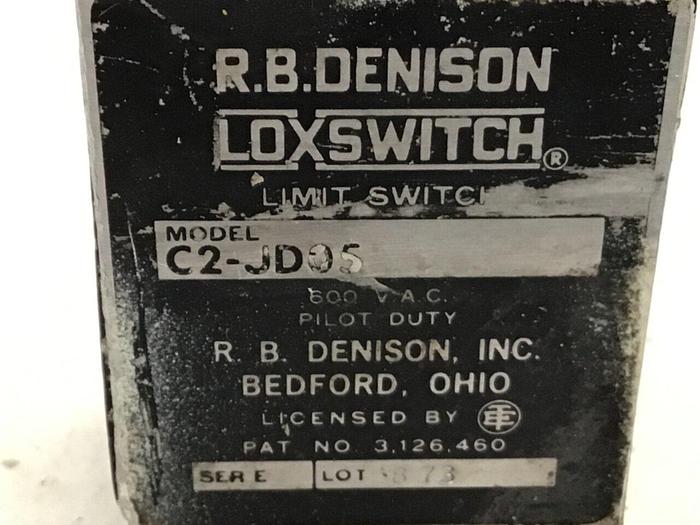 R.B.DENISON
LOXSWITCH®
LIMIT SWITCH
MODEL
C2-JD05
600 V A.C.
PILOT DUTY
R. B. DENISON, INC.
BEDFORD, OHIO
LICENSED BY
PAT NO 3,126,460
SER E LOT 873